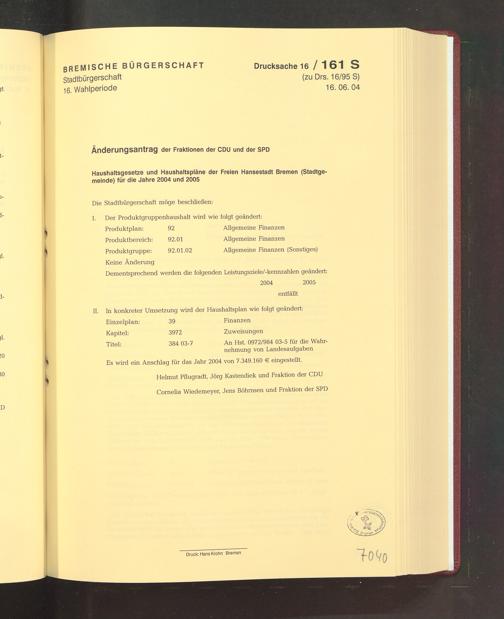 BREMISCHE BÜRGERSCHAFT
Stadtbürgerschaft
16. Wahlperiode
Drucksache 16 / 161 S
(zu Drs. 16/95 S)
16. 06. 04
Änderungsantrag der Fraktionen der CDU und der SPD
Haushaltsgesetze und Haushaltspläne der Freien Hansestadt Bremen (Stadtge-
meinde) für die Jahre 2004 und 2005
Die Stadtbürgerschaft möge beschließen:
I. Der Produktgruppenhaushalt wird wie folgt geändert:
Produktplan: 92 Allgemeine Finanzen
Produktbereich: 92.01 Allgemeine Finanzen
Produktgruppe: 92.01.02 Allgemeine Finanzen (Sonstiges)
Keine Änderung
Dementsprechend werden die folgenden Leistungsziele/-kennzahlen geändert:
2004 2005
entfällt
II. In konkreter Umsetzung wird der Haushaltsplan wie folgt geändert:
Einzelplan: 39 Finanzen
Kapitel: 3972 Zuweisungen
Titel: 384 03-7 An Hst. 0972/984 03-5 für die Wahr-
nehmung von Landesaufgaben
Es wird ein Anschlag für das Jahr 2004 von 7.349.160 € eingestellt.
Helmut Pflugradt, Jörg Kastendiek und Fraktion der CDU
Cornelia Wiedemeyer, Jens Böhrnsen und Fraktion der SPD
Druck: Hans Krohn Bremen
7040